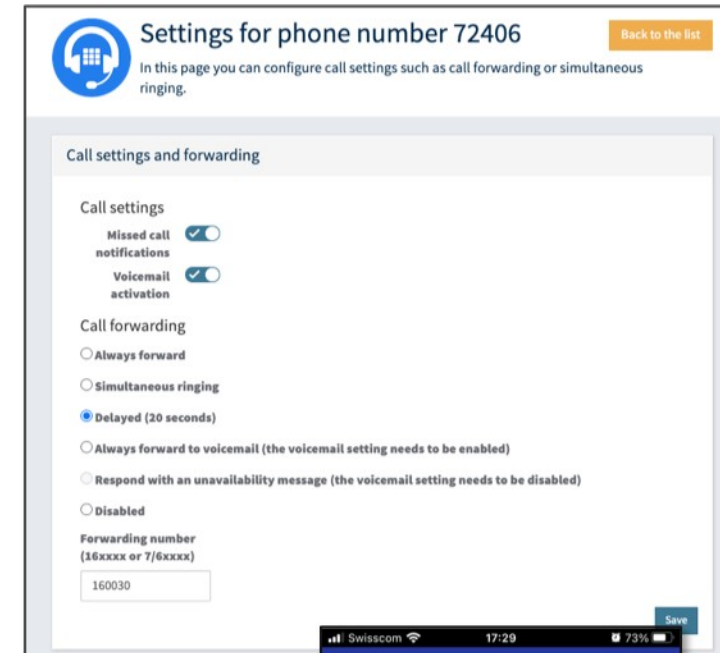 Settings for phone number 72406
Back to the list
In this page you can configure call settings such as call forwarding or simultaneous
ringing.
Call settings and forwarding
Call settings
Missed call
notifications
Voicemail
activation
Call forwarding
Always forward
Simultaneous ringing
Delayed (20 seconds)
Always forward to voicemail (the voicemail setting needs to be enabled)
Respond with an unavailability message (the voicemail setting needs to be disabled)
Disabled
Forwarding number
(16xxxx or 7/6xxxx)
160030
Save
Swisscom 17:29 73%